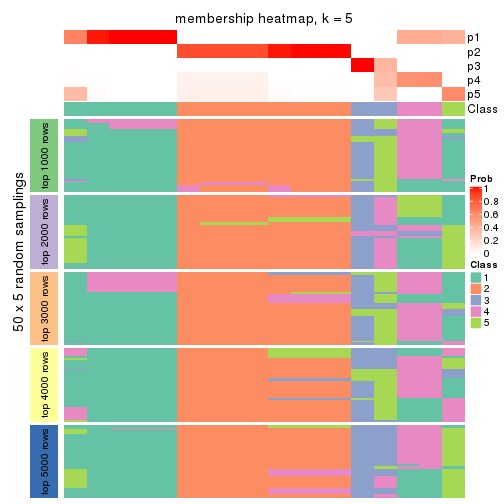 membership heatmap, k = 5
p1
p2
p3
p4
p5
Class
50 x 5 random samplings
top 1000 rows
top 2000 rows
top 3000 rows
top 4000 rows
top 5000 rows
Prob
1
0.8
0.6
0.4
0.2
0
Class
1
2
3
4
5